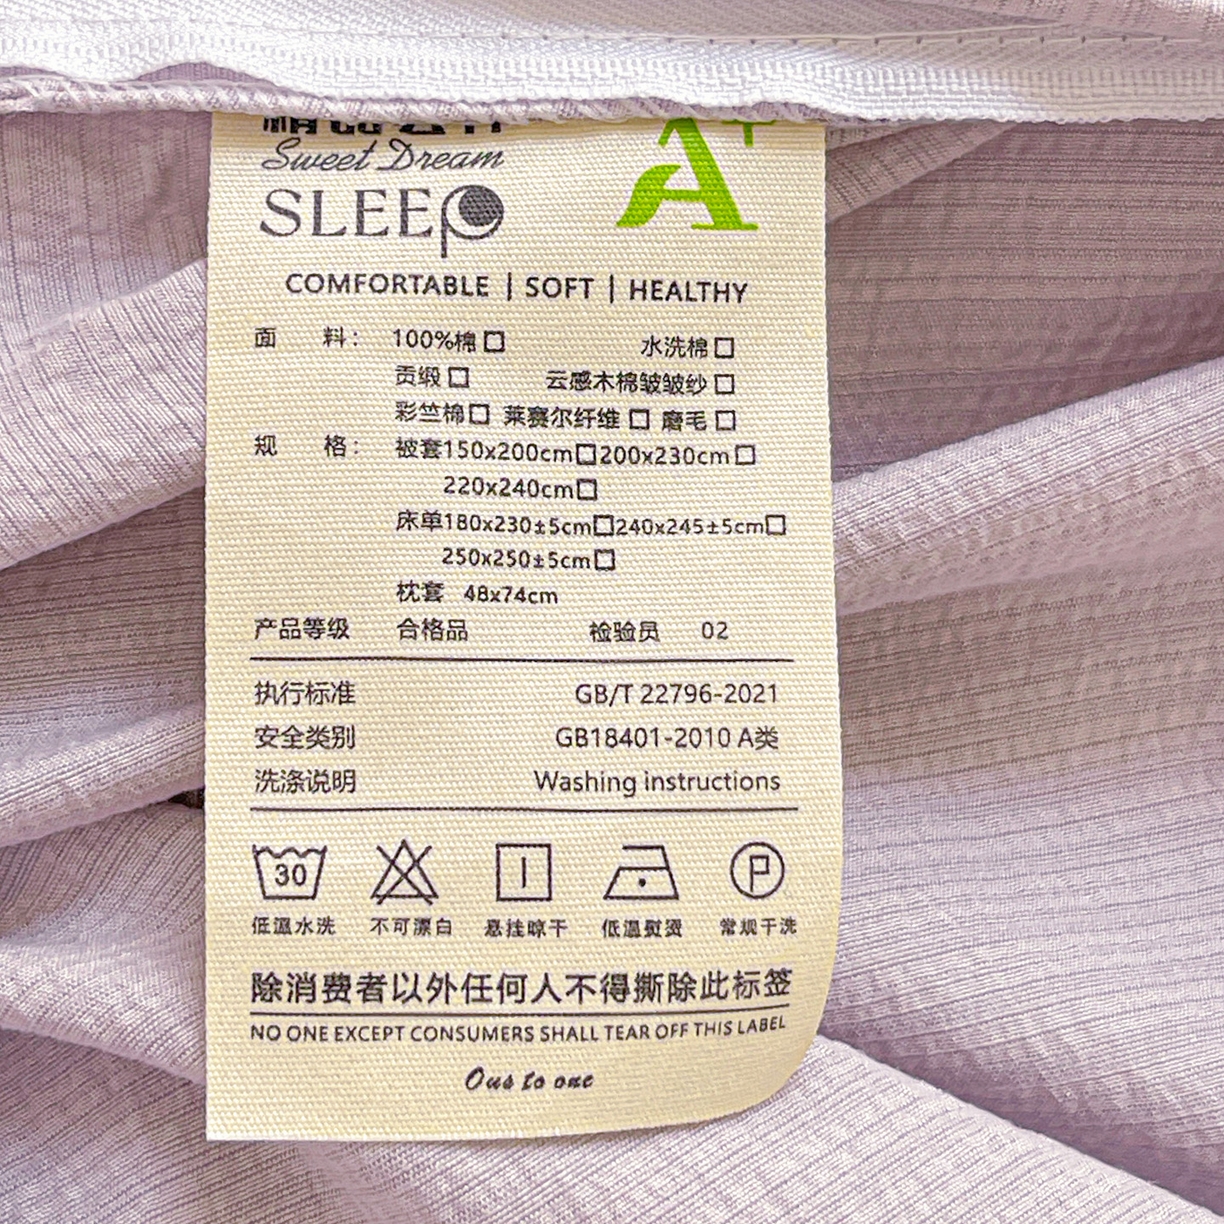 Sweet Dream
SLEEP
A+
COMFORTABLE | SOFT | HEALTHY
面 料： 100%棉□ 水洗棉□
贡缎□ 云感木棉皱皱纱□
彩竺棉□ 莱赛尔纤维□ 磨毛□
规 格： 被套150x200cm□200x230cm□
220x240cm□
床单180x230±5cm□240x245±5cm□
250x250±5cm□
枕套 48x74cm
产品等级 合格品 检验员 02
执行标准 GB/T 22796-2021
安全类别 GB18401-2010 A类
洗涤说明 Washing instructions
30 P
低温水洗 不可漂白 悬挂晾干 低温熨烫 常规干洗
除消费者以外任何人不得撕除此标签
NO ONE EXCEPT CONSUMERS SHALL TEAR OFF THIS LABEL
Ous to one